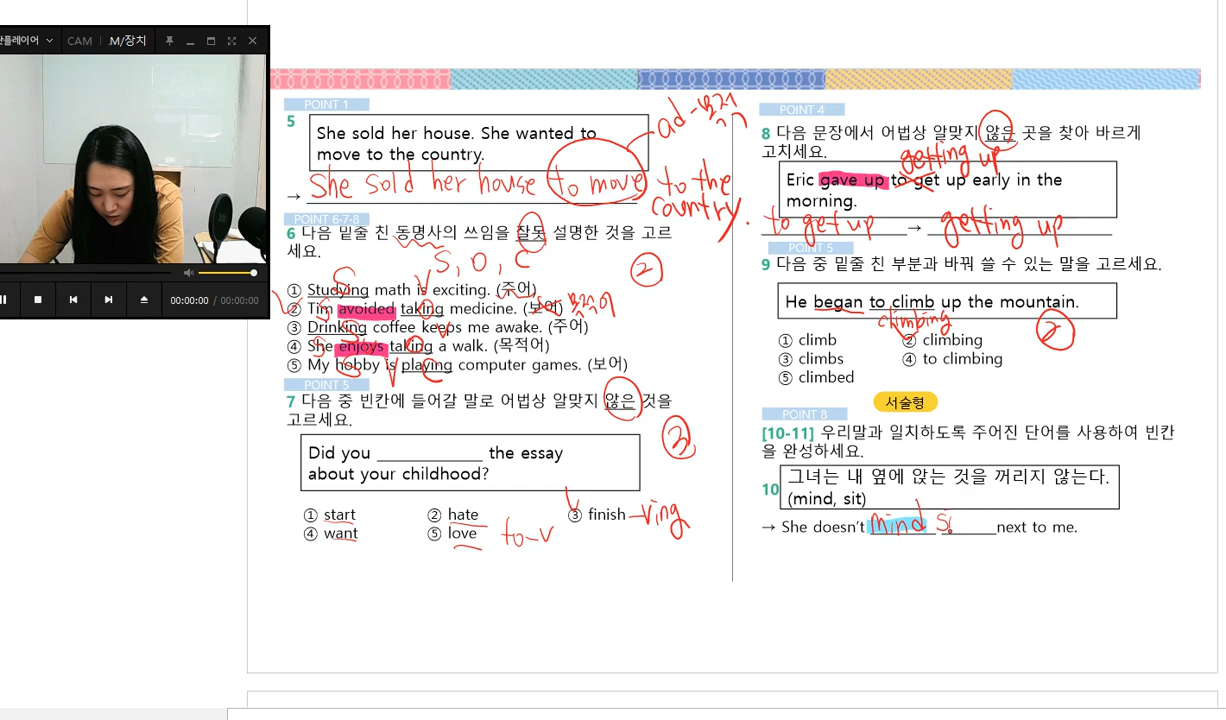 팟플레이어 CAM .M/장치
00:00:00 / 00:00:00
POINT 1
5
She sold her house. She wanted to
move to the country.
ad-부사
→ She sold her house to move to the
country.
POINT 6·7·8
6 다음 밑줄 친 동명사의 쓰임을 잘못 설명한 것을 고르
세요.
S, O, C
②
S V
① Studying math is exciting. (주어)
S O
② Tim avoided taking medicine. (보어) 목적어
S V
③ Drinking coffee keeps me awake. (주어)
S O
④ She enjoys taking a walk. (목적어)
S V C
⑤ My hobby is playing computer games. (보어)
POINT 5
7 다음 중 빈칸에 들어갈 말로 어법상 알맞지 않은 것을
고르세요.
③
Did you ____________ the essay
about your childhood?
① start ② hate ③ finish -ving
④ want ⑤ love to-v
POINT 4
8 다음 문장에서 어법상 알맞지 않은 곳을 찾아 바르게
고치세요.
getting up
Eric gave up to get up early in the
morning.
to get up → getting up
POINT 5
9 다음 중 밑줄 친 부분과 바꿔 쓸 수 있는 말을 고르세요.
He began to climb up the mountain.
climbing
②
① climb ② climbing
③ climbs ④ to climbing
⑤ climbed
서술형
POINT 8
[10-11] 우리말과 일치하도록 주어진 단어를 사용하여 빈칸
을 완성하세요.
10
그녀는 내 옆에 앉는 것을 꺼리지 않는다.
(mind, sit)
→ She doesn't mind si next to me.